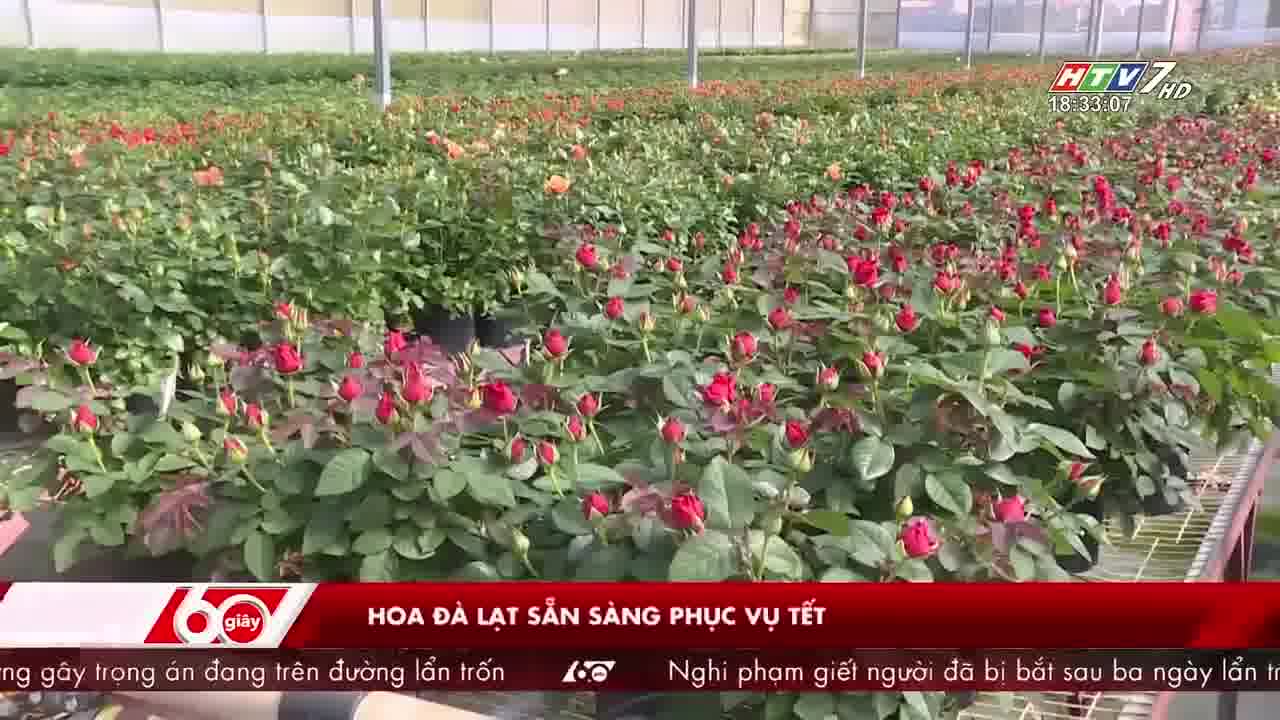 HTV7 HD
18:33:07
60 giây
HOA ĐÀ LẠT SẴN SÀNG PHỤC VỤ TẾT
gây trọng án đang trên đường lẩn trốn 60 Nghi phạm giết người đã bị bắt sau ba ngày lẩn